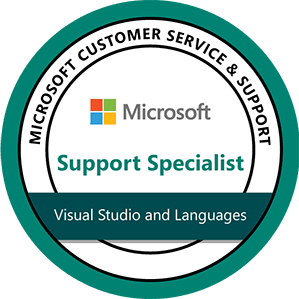 MICROSOFT CUSTOMER SERVICE & SUPPORT
Microsoft
Support Specialist
Visual Studio and Languages